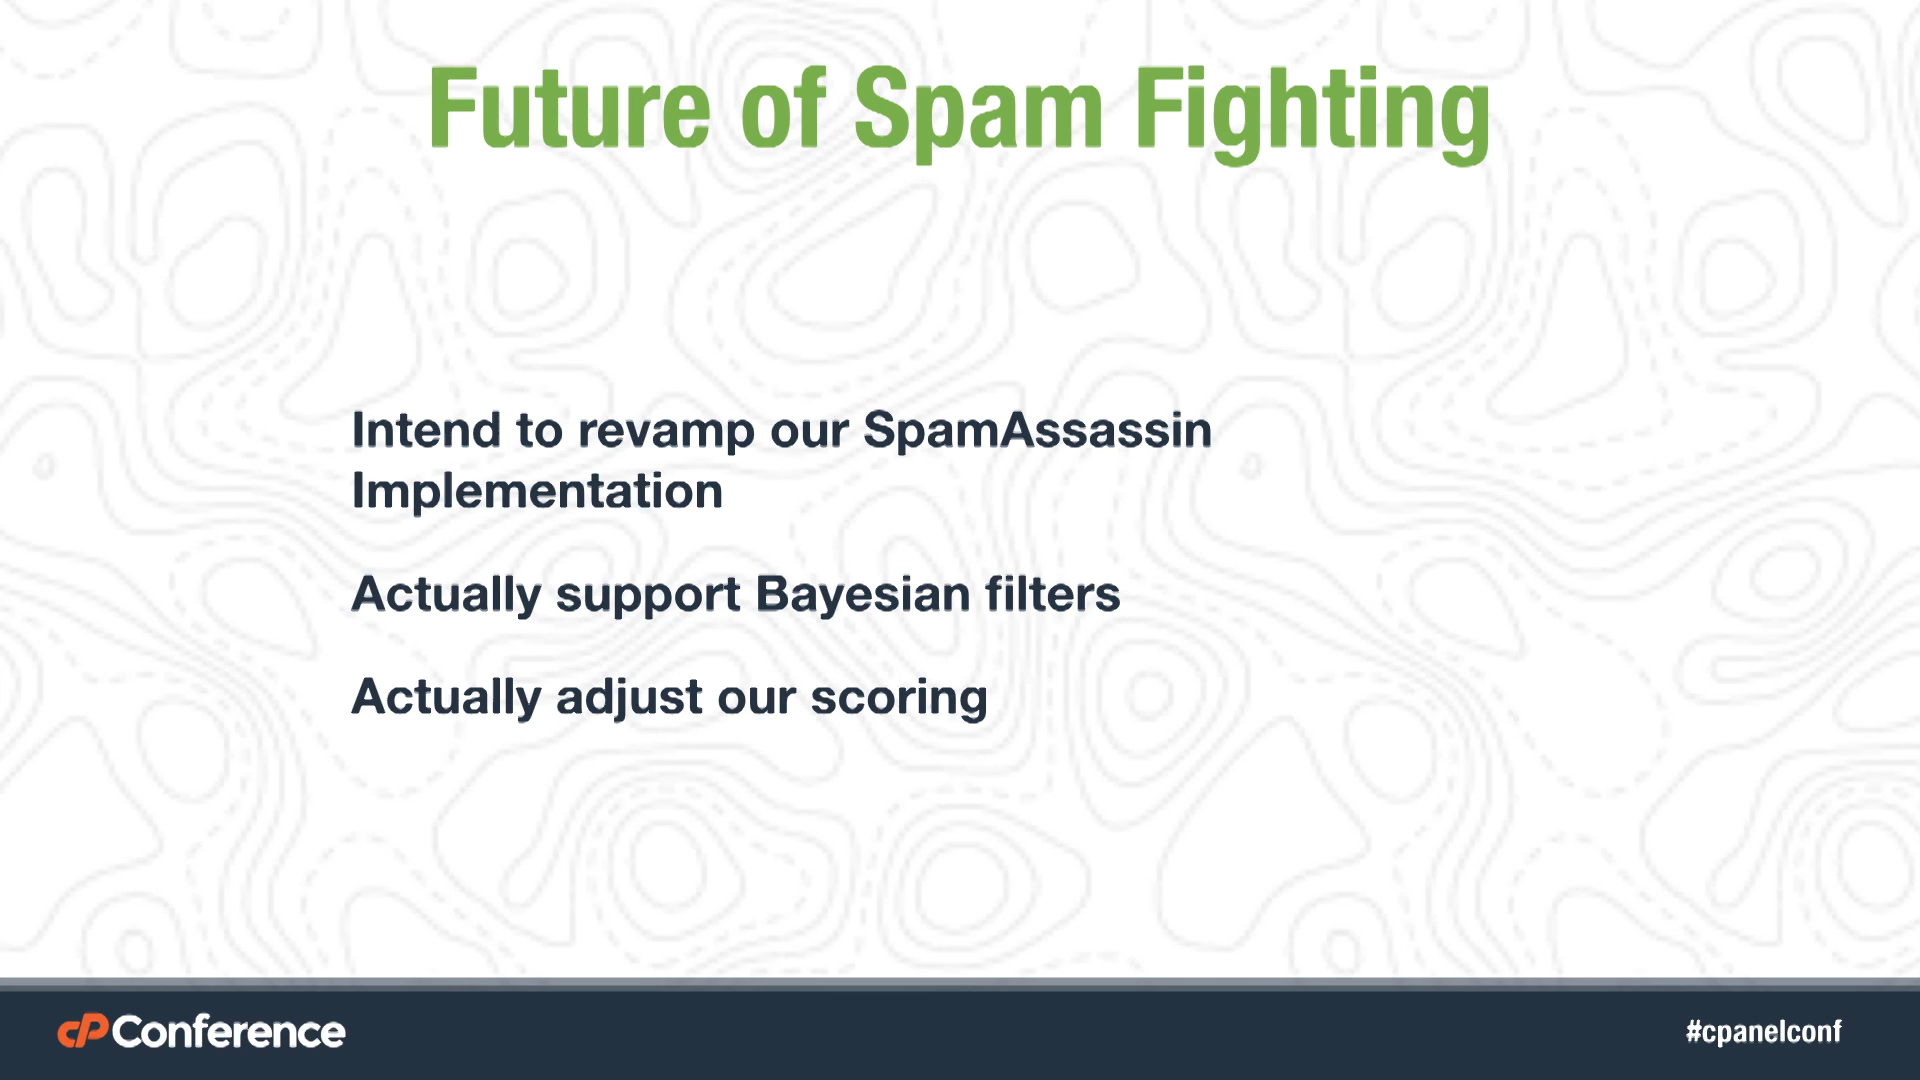 Future of Spam Fighting
Intend to revamp our SpamAssassin
Implementation
Actually support Bayesian filters
Actually adjust our scoring
cPConference
#cpanelconf